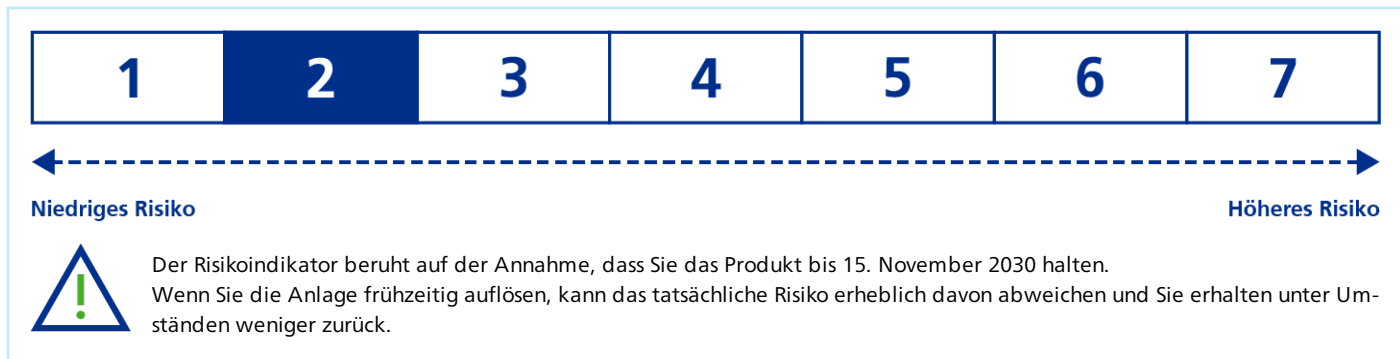 1 2 3 4 5 6 7
Niedriges Risiko Höheres Risiko
!
Der Risikoindikator beruht auf der Annahme, dass Sie das Produkt bis 15. November 2030 halten.
Wenn Sie die Anlage frühzeitig auflösen, kann das tatsächliche Risiko erheblich davon abweichen und Sie erhalten unter Um-
ständen weniger zurück.